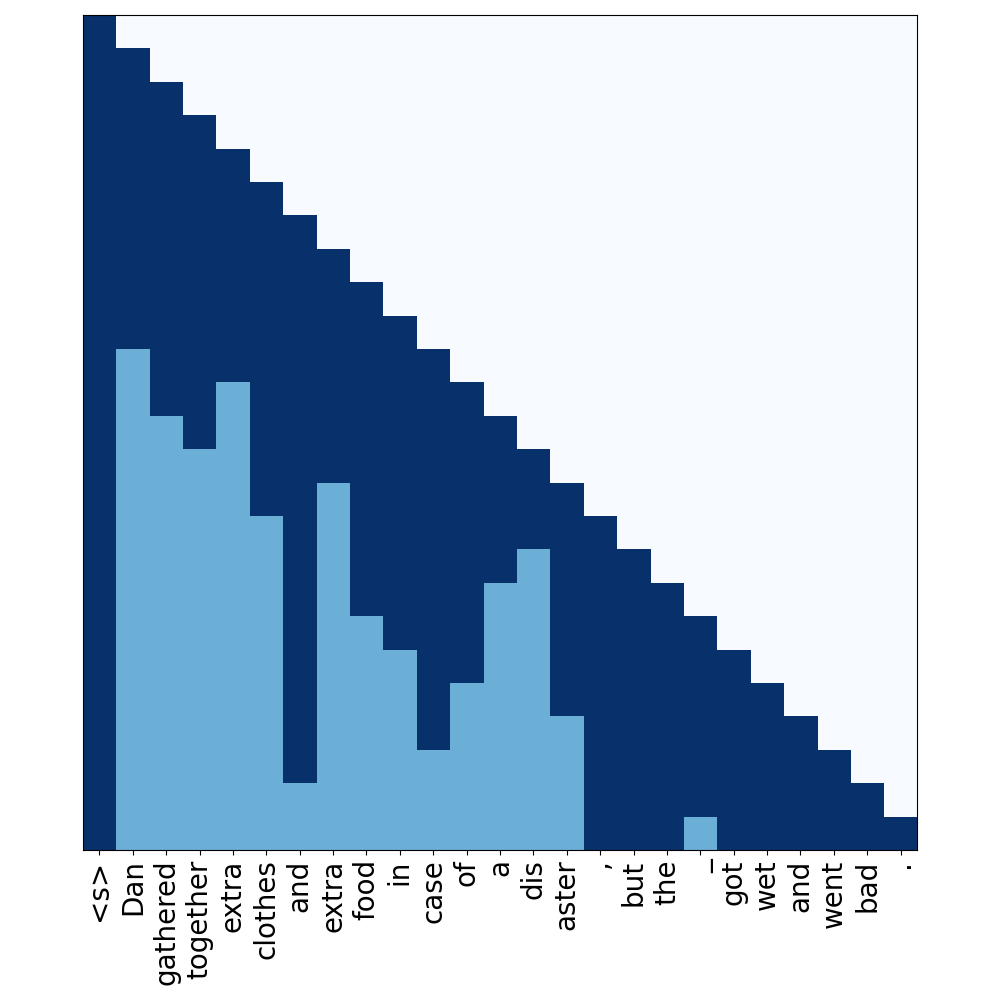 <s> Dan gathered together extra clothes and extra food in case of a dis aster , but the _ got wet and went bad .